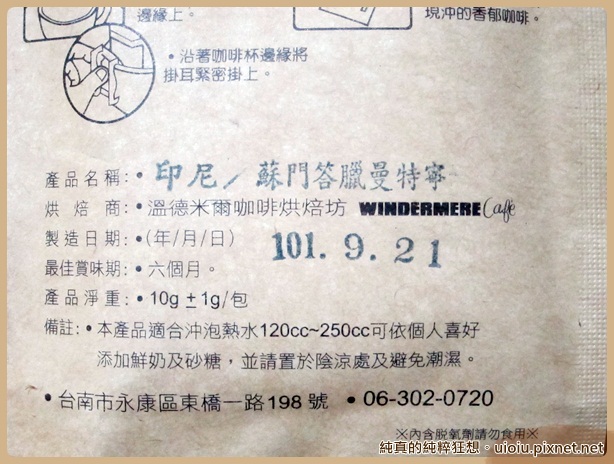 邊緣上。
現沖的香郁咖啡。
•沿著咖啡杯邊緣將
掛耳緊密掛上。
產品名稱:•印尼/蘇門答臘曼特寧
烘焙商:•溫德米爾咖啡烘焙坊 WINDERMERE Caffe
製造日期:•(年/月/日) 101. 9. 21
最佳賞味期:•六個月。
產品淨重:•10g±1g/包
備註:•本產品適合沖泡熱水120cc~250cc可依個人喜好
添加鮮奶及砂糖,並請置於陰涼處及避免潮濕。
•台南市永康區東橋一路198號 •06-302-0720
※內含脫氧劑請勿食用※
純真的純粹狂想。uioiu.pixnet.net